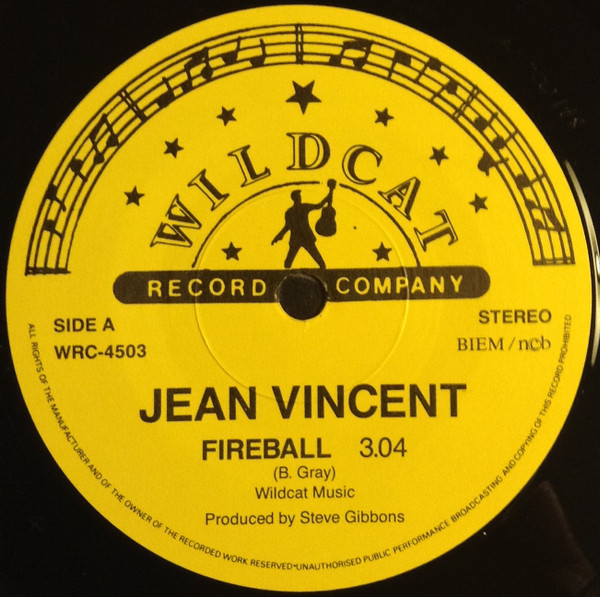 WILDCAT
RECORD COMPANY
SIDE A
WRC-4503
STEREO
BIEM/ncb
JEAN VINCENT
FIREBALL 3.04
(B. Gray)
Wildcat Music
Produced by Steve Gibbons
ALL RIGHTS OF THE MANUFACTURER AND OF THE OWNER OF THE RECORDED WORK RESERVED•UNAUTHORISED PUBLIC PERFORMANCE BROADCASTING AND COPYING OF THIS RECORD PROHIBITED